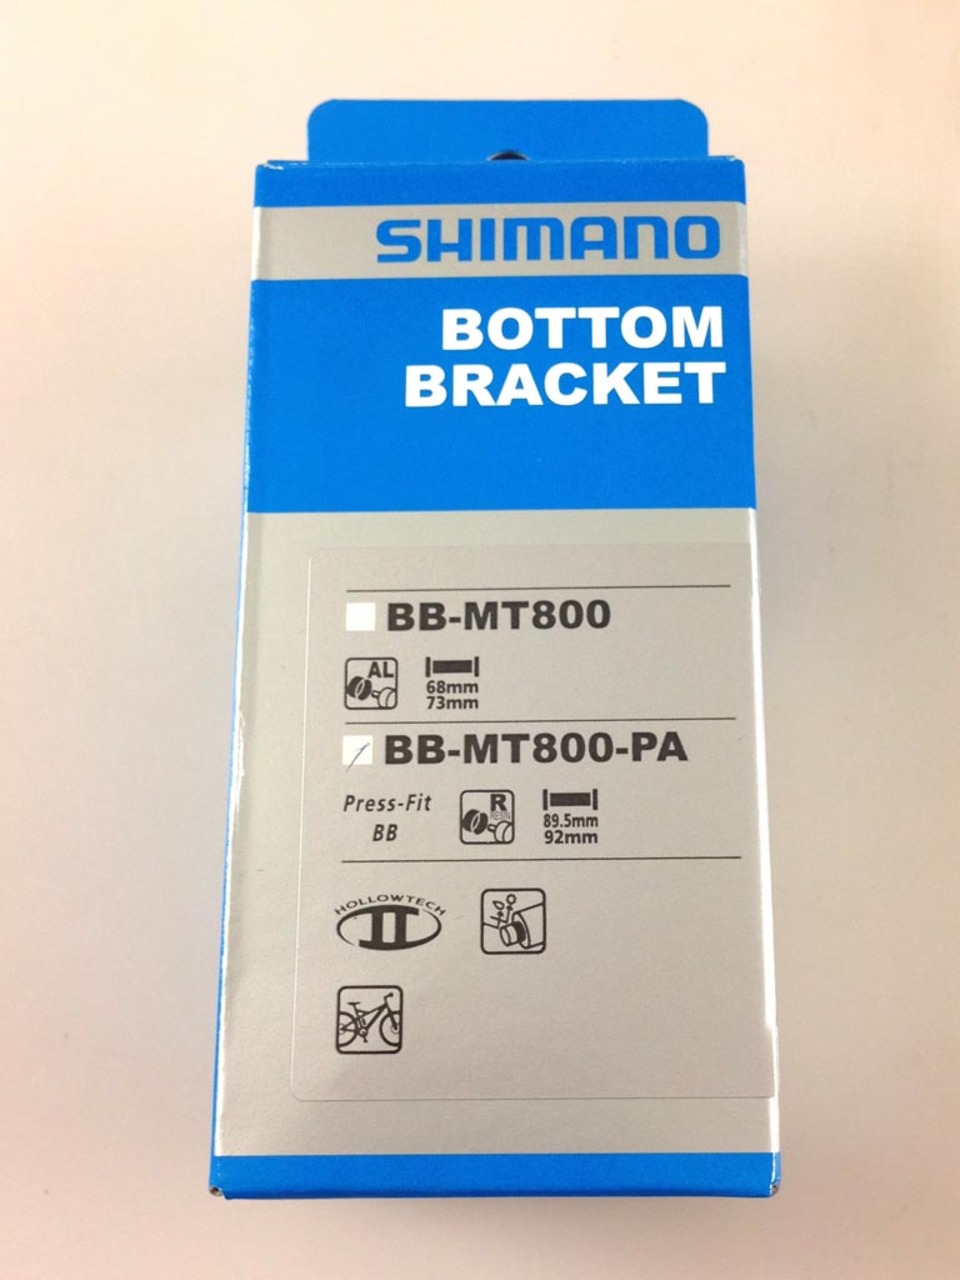 SHIMANO
BOTTOM
BRACKET
BB-MT800
AL
68mm
73mm
BB-MT800-PA
Press-Fit
BB
R
RESIN
89.5mm
92mm
HOLLOWTECH
II